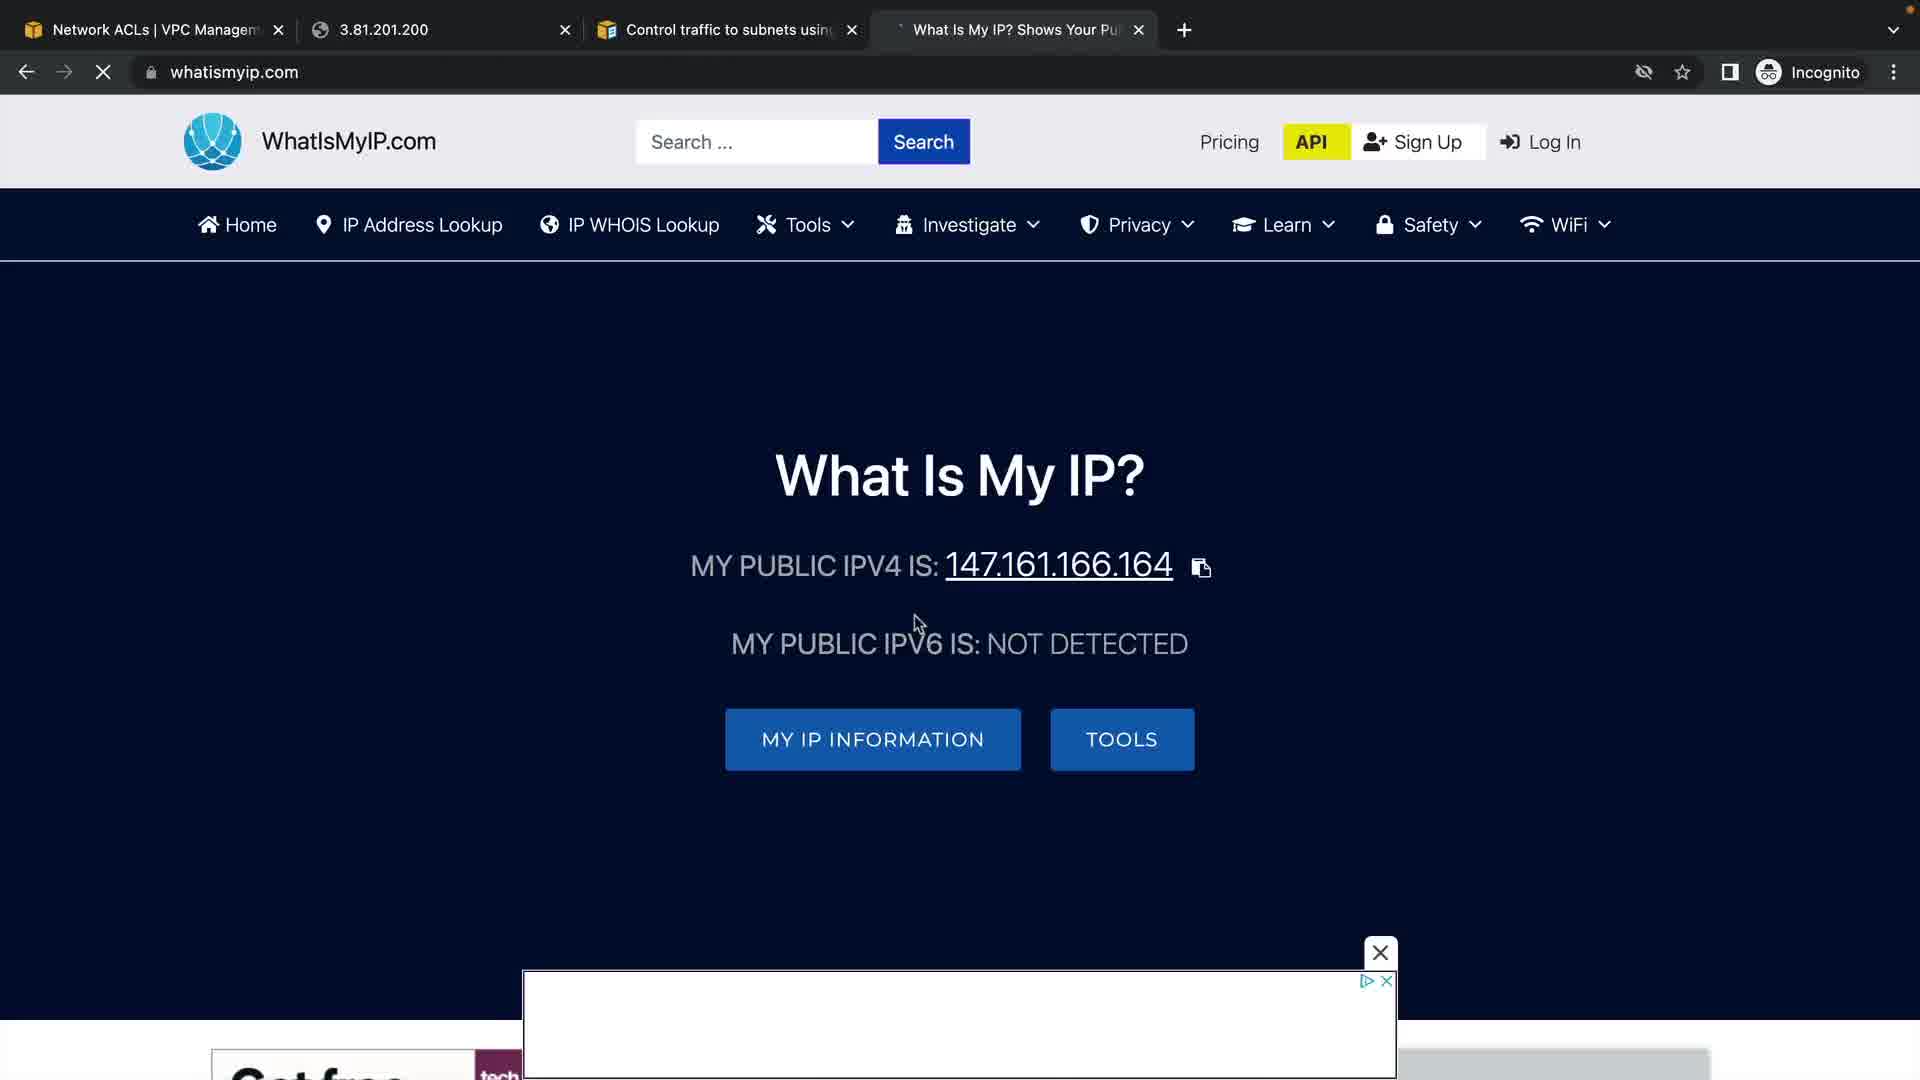 Network ACLs | VPC Managem
3.81.201.200
Control traffic to subnets using
What Is My IP? Shows Your Pu
whatismyip.com
Incognito
WhatIsMyIP.com
Search ...
Search
Pricing
API
Sign Up
Log In
Home
IP Address Lookup
IP WHOIS Lookup
Tools
Investigate
Privacy
Learn
Safety
WiFi
What Is My IP?
MY PUBLIC IPV4 IS: 147.161.166.164
MY PUBLIC IPV6 IS: NOT DETECTED
MY IP INFORMATION
TOOLS
Get free
tech